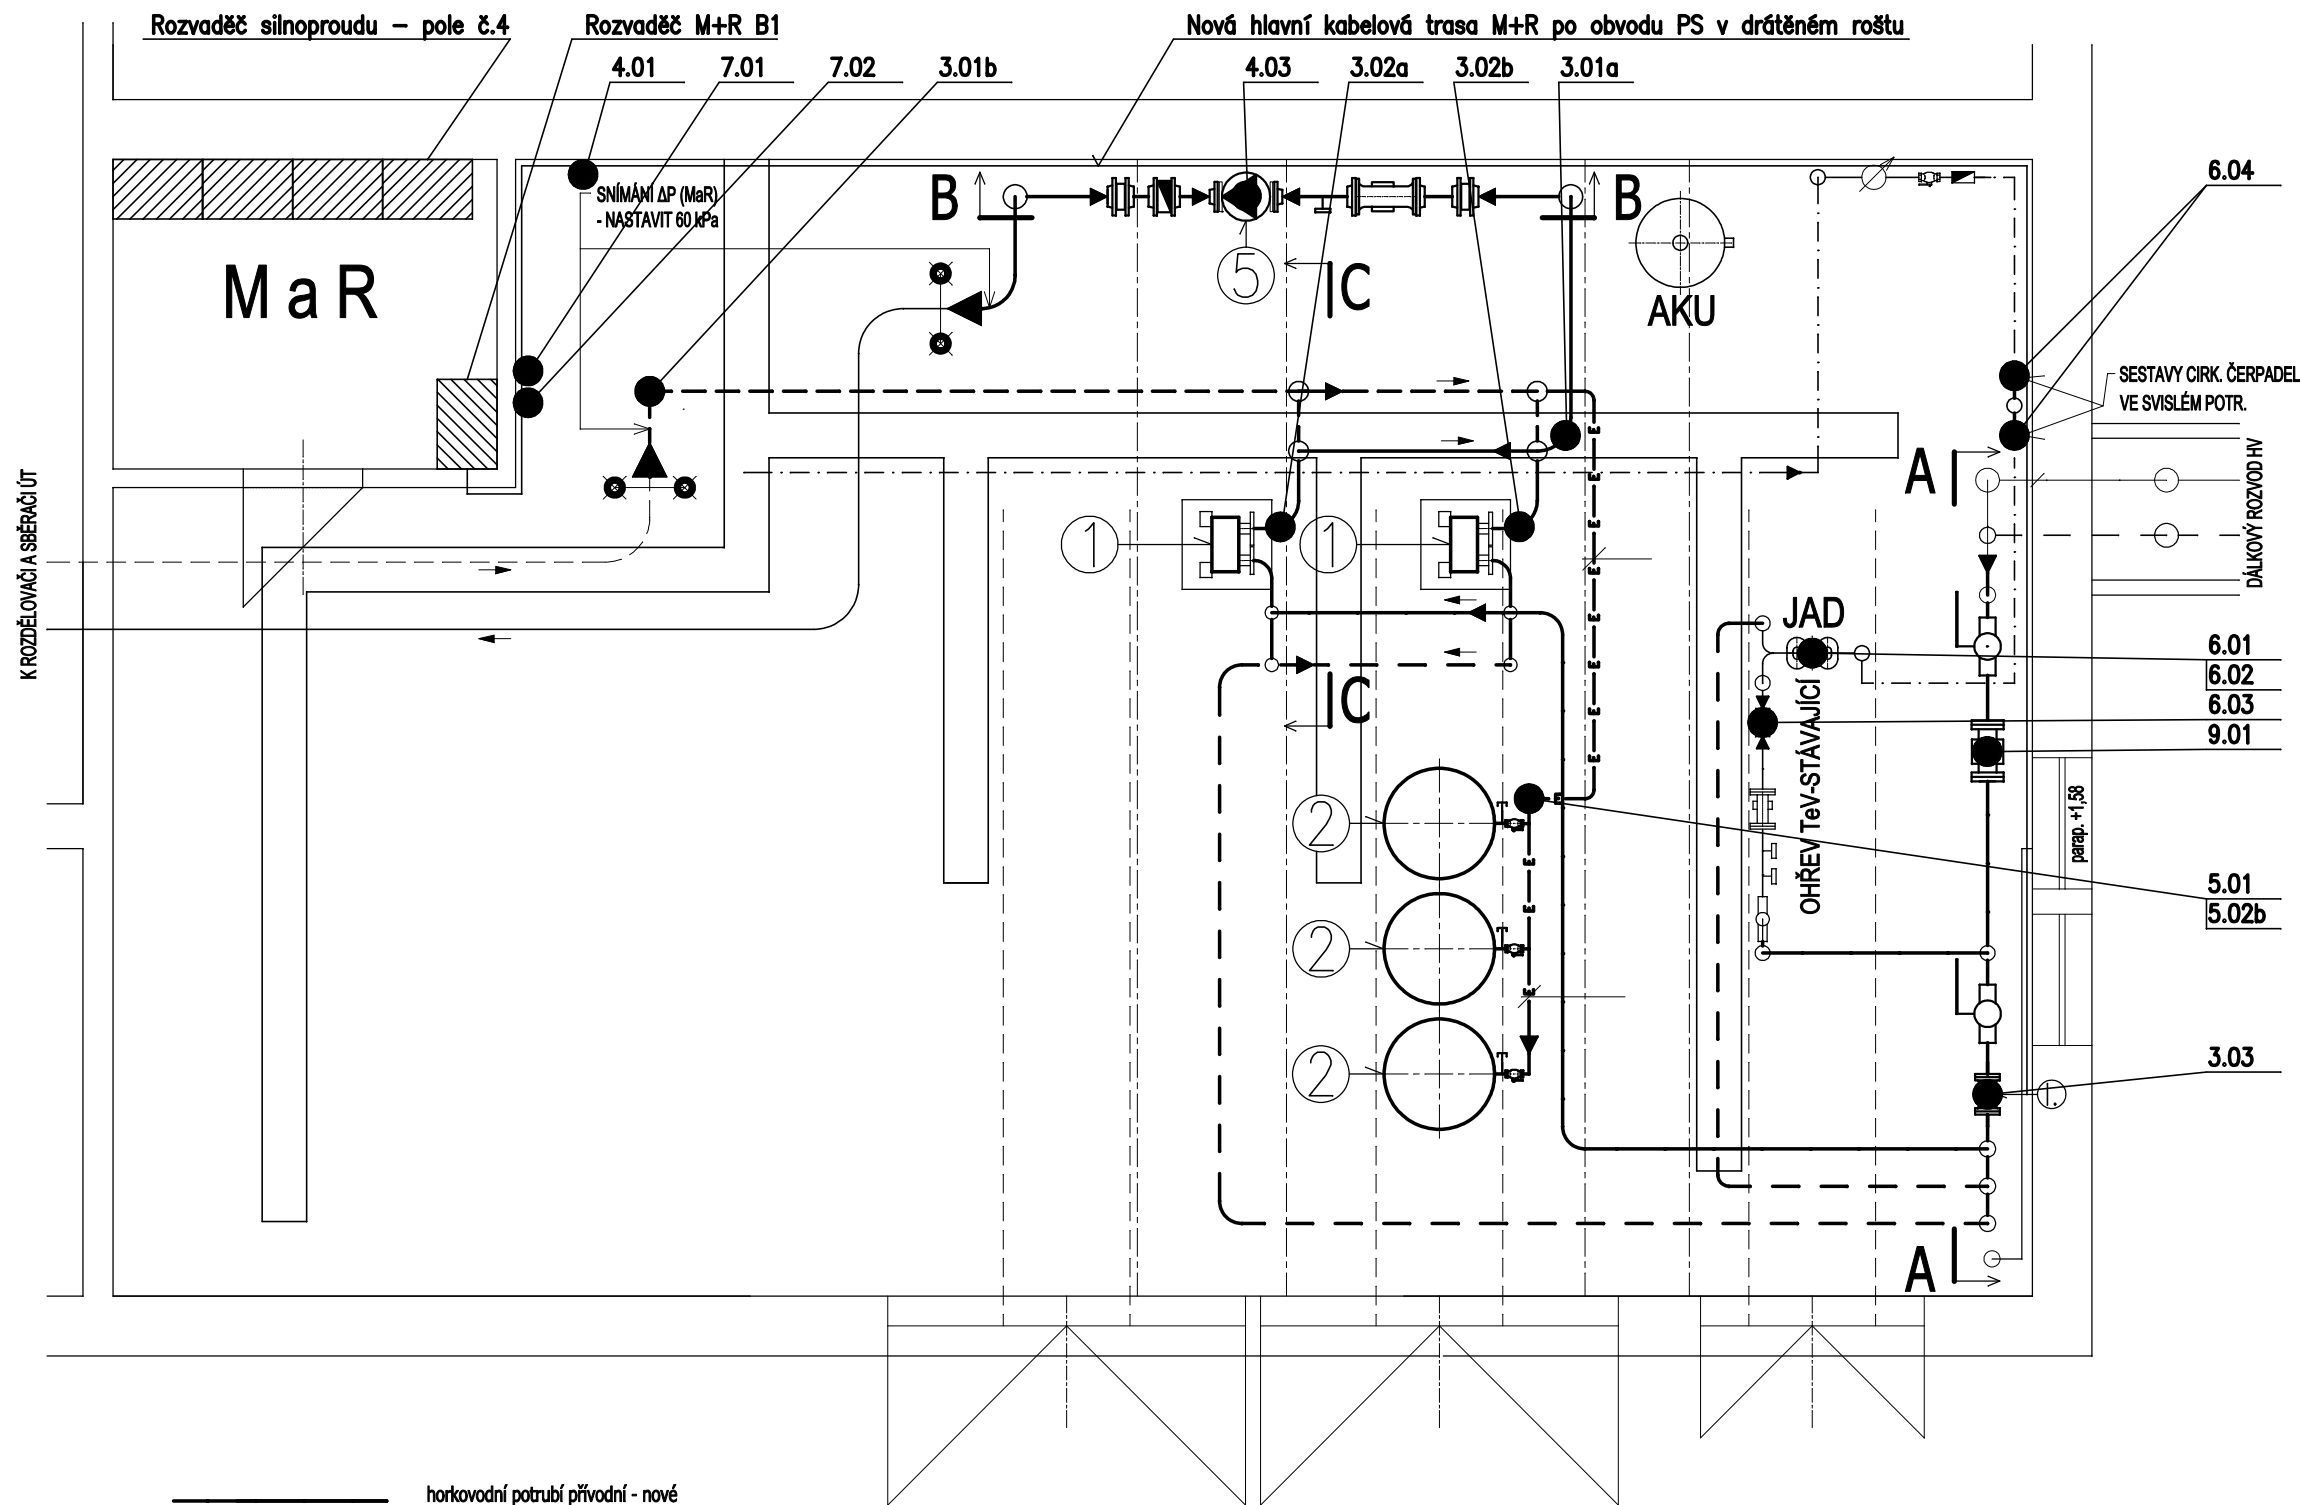 Rozvaděč silnoproudu – pole č.4
Rozvaděč M+R B1
Nová hlavní kabelová trasa M+R po obvodu PS v drátěném roštu
4.01
7.01
7.02
3.01b
4.03
3.02a
3.02b
3.01a
6.04
SNÍMÁNÍ ΔP (MaR)
- NASTAVIT 60 kPa
B
B
MaR
5
C
AKU
SESTAVY CIRK. ČERPADEL
VE SVISLÉM POTR.
A
K ROZDĚLOVAČI A SBĚRAČI ÚT
DÁLKOVÝ ROZVOD HV
1
1
JAD
6.01
6.02
6.03
9.01
C
OHŘEV TeV-STÁVAJÍCÍ
parap. +1,58
E
E
E
E
E
E
E
E
2
E
E
2
E
2
5.01
5.02b
3.03
1.
A
horkovodní potrubí přívodní - nové